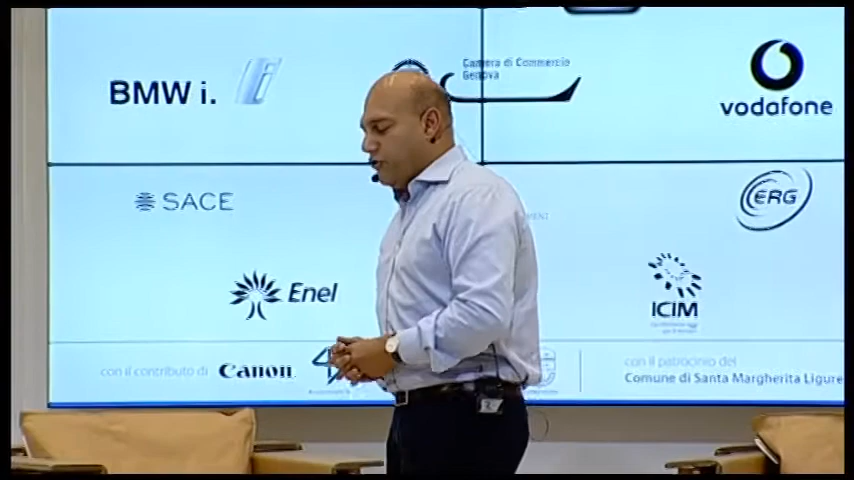 BMW i.
Camera di Commercio
Genova
vodafone
SACE
ERG
Enel
ICIM
con il contributo di Canon
con il patrocinio del
Comune di Santa Margherita Ligure